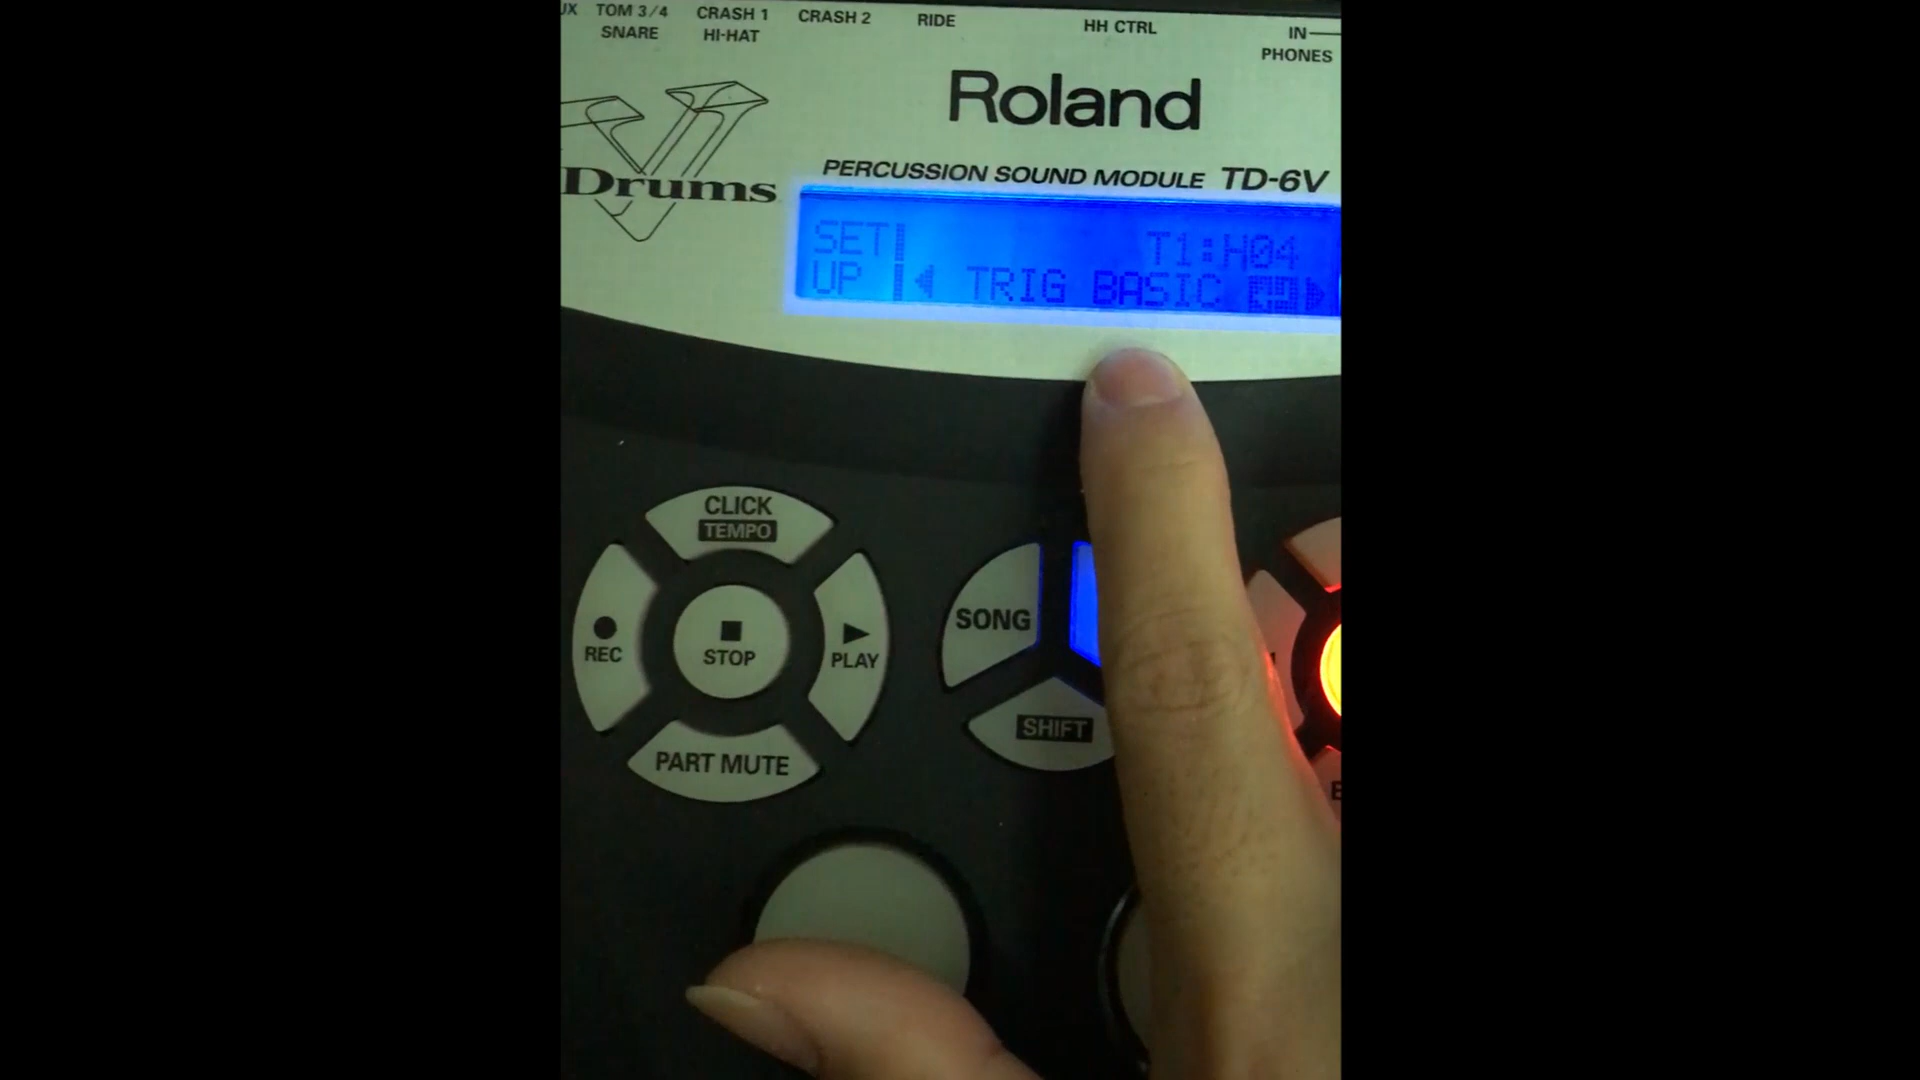 TOM 3/4
SNARE
CRASH 1
HI-HAT
CRASH 2
RIDE
HH CTRL
IN
PHONES
Roland
Drums
PERCUSSION SOUND MODULE TD-6V
SET T1:H04
UP TRIG BASIC
CLICK
TEMPO
REC
STOP
PLAY
PART MUTE
SONG
SHIFT